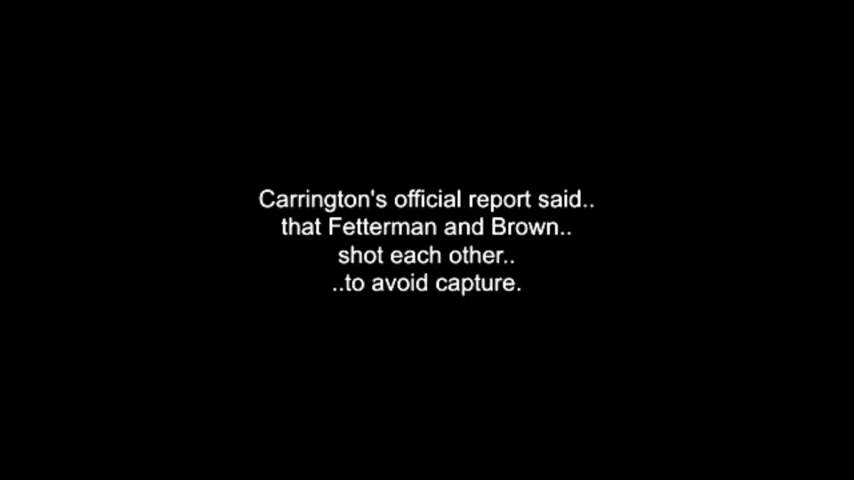 Carrington's official report said..
that Fetterman and Brown..
shot each other..
..to avoid capture.